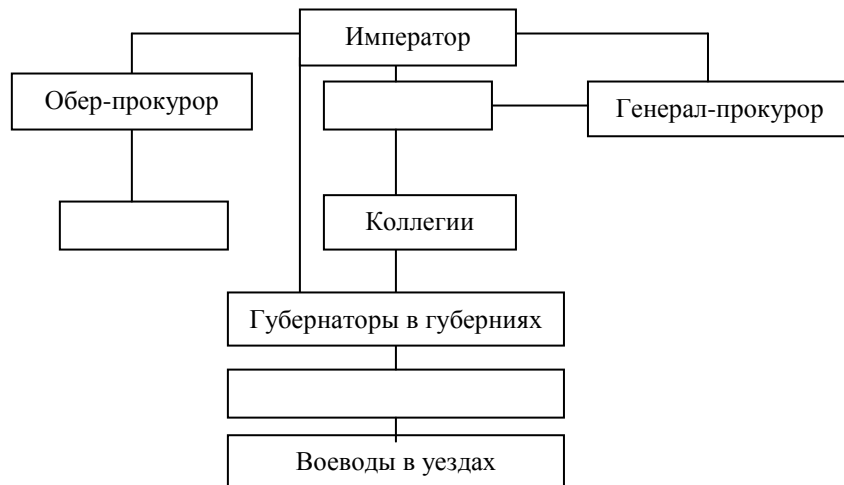 Император
Обер-прокурор
Генерал-прокурор
Коллегии
Губернаторы в губерниях
Воеводы в уездах